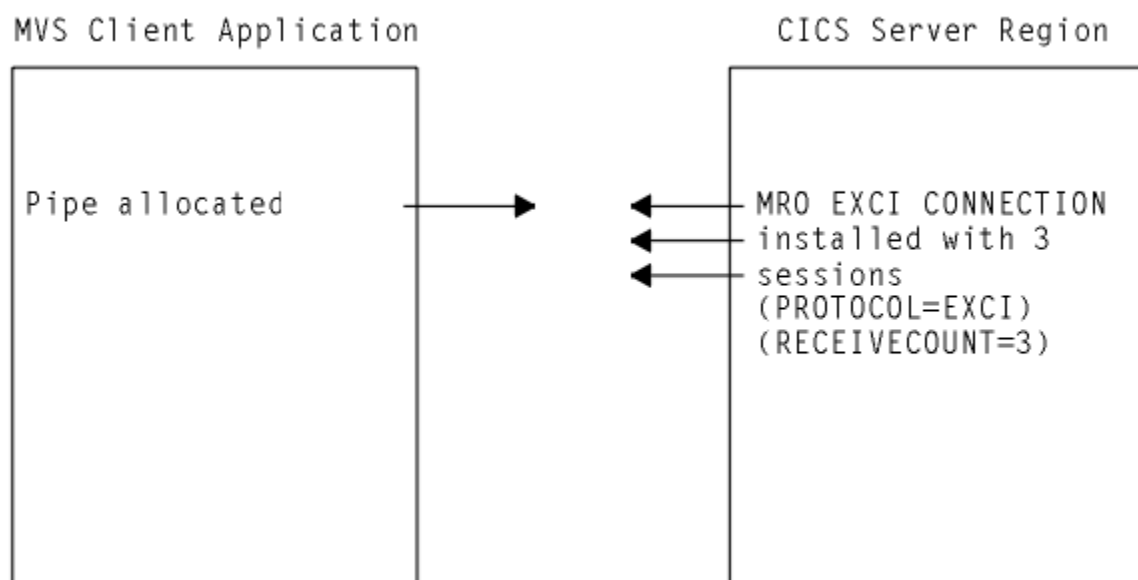 MVS Client Application
CICS Server Region
Pipe allocated
MRO EXCI CONNECTION
installed with 3
sessions
(PROTOCOL=EXCI)
(RECEIVECOUNT=3)